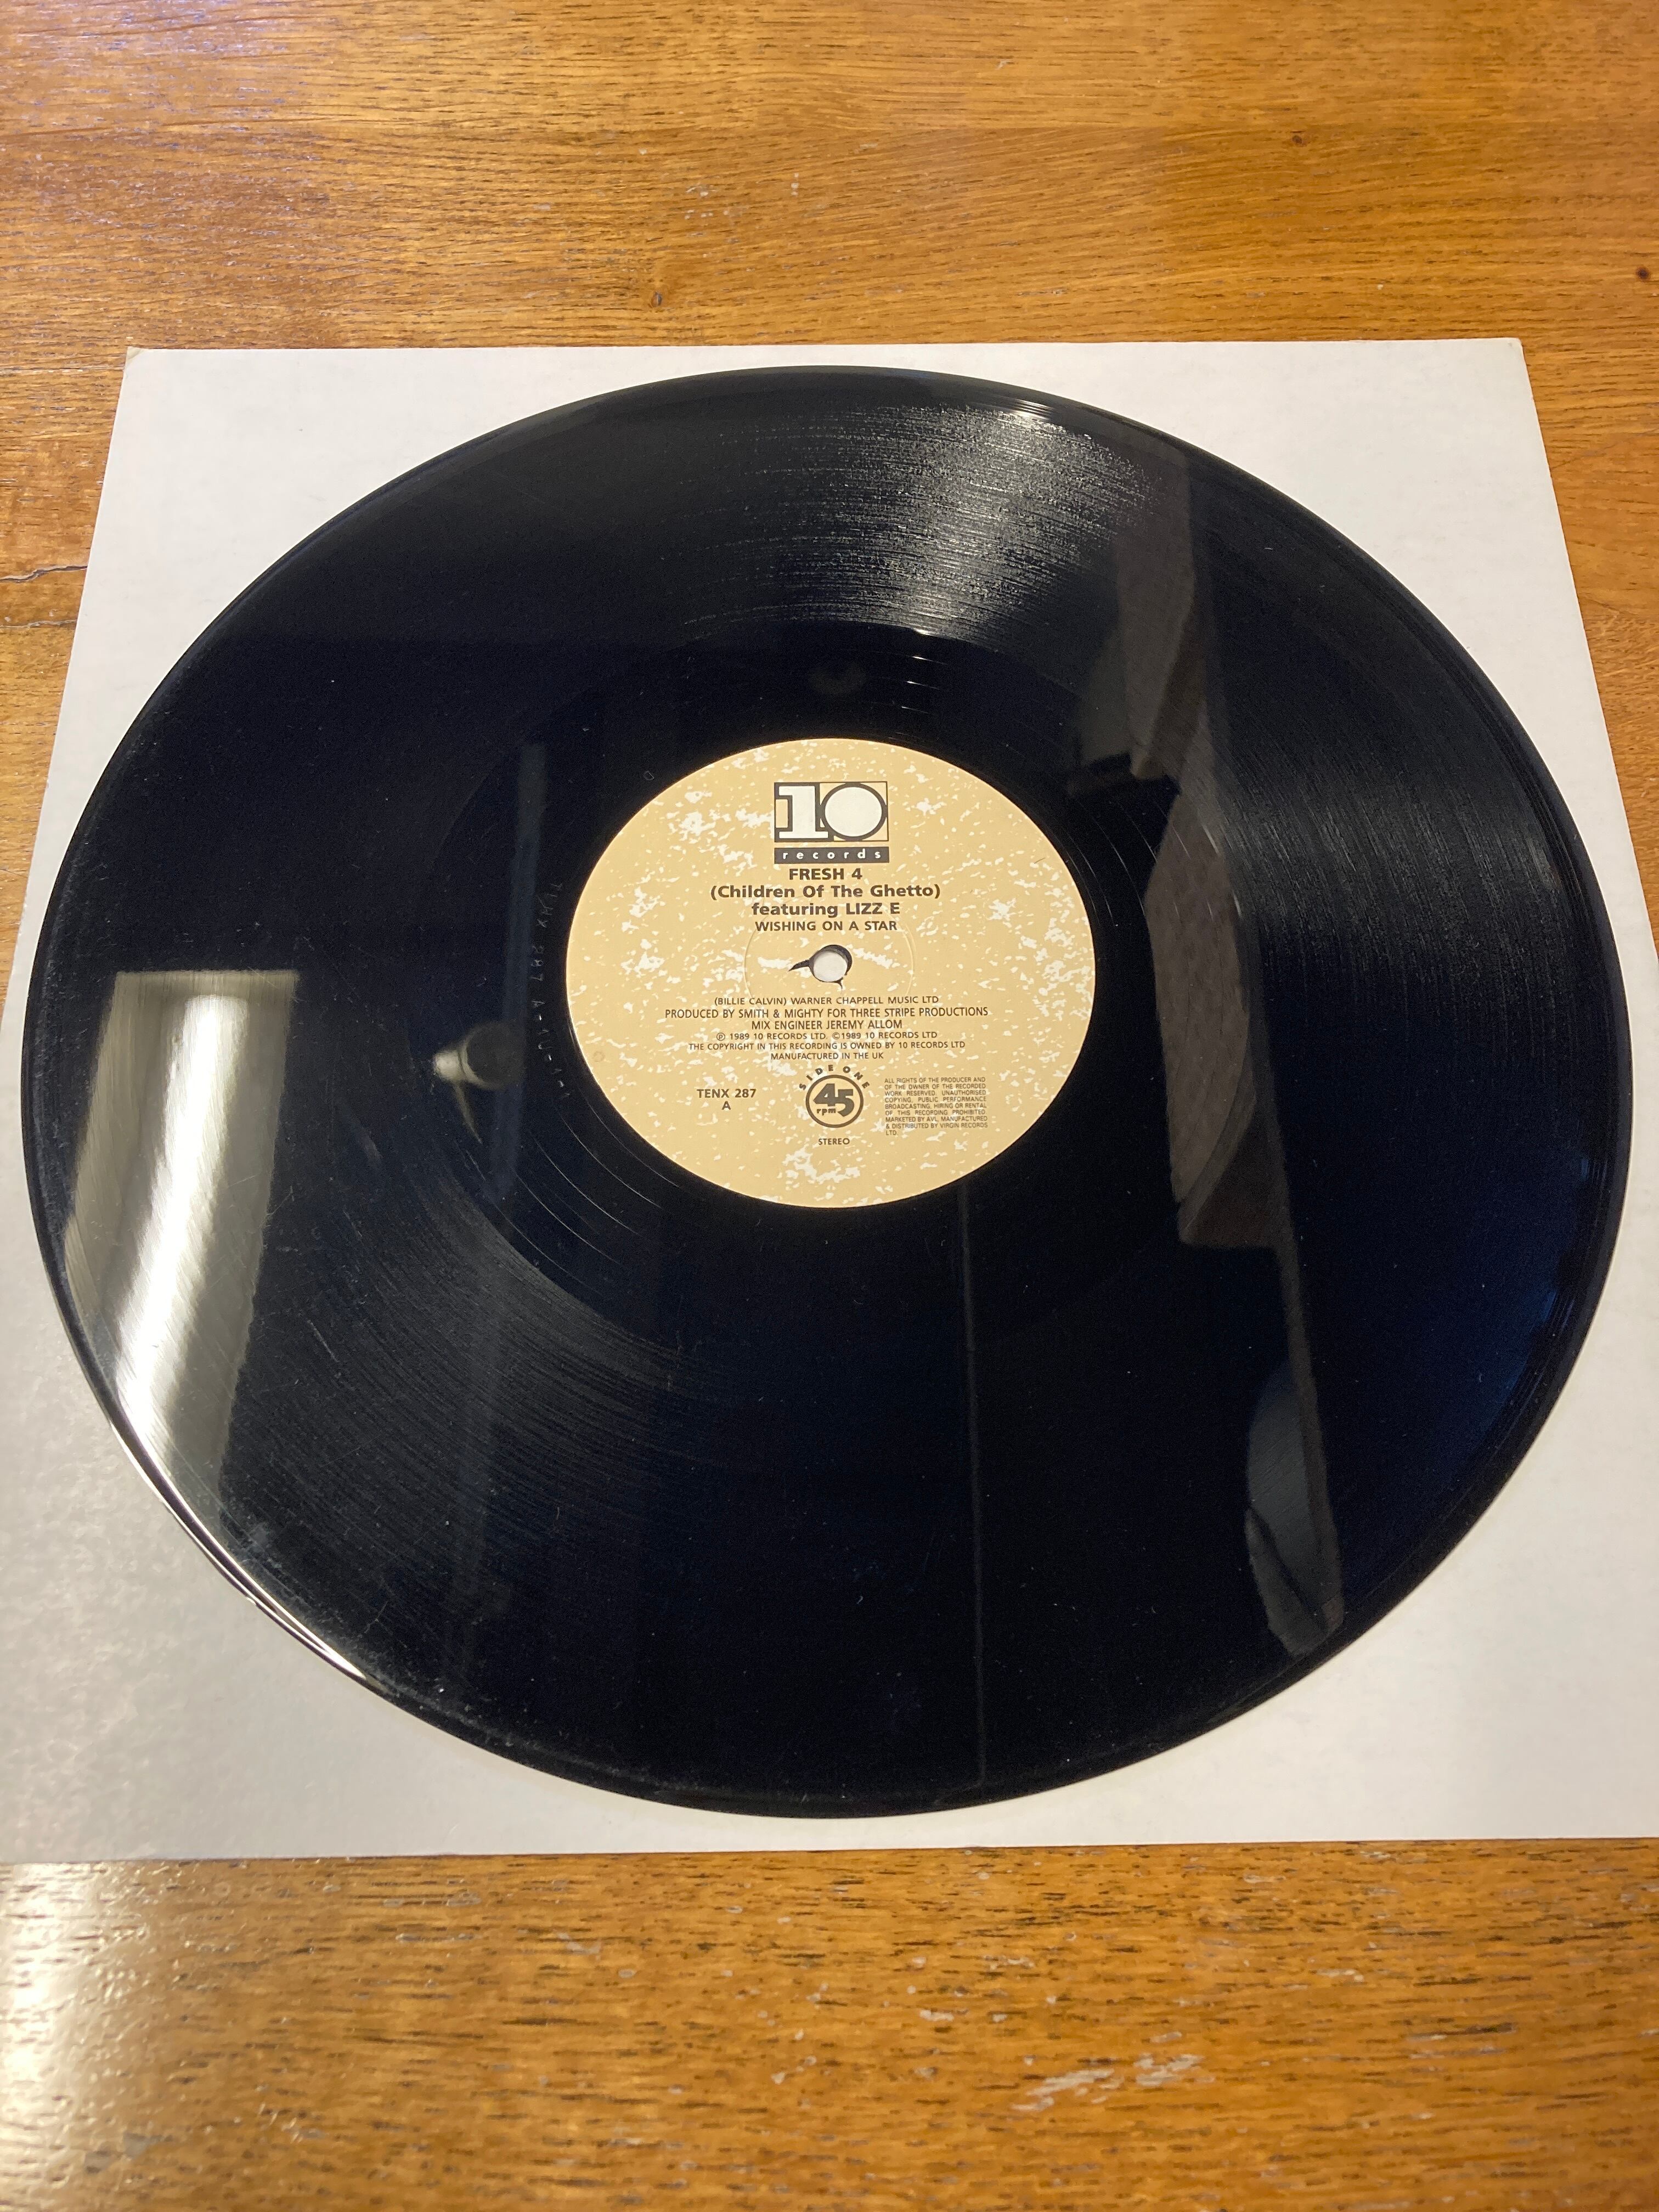 10
records
FRESH 4
(Children Of The Ghetto)
featuring LIZZ E
WISHING ON A STAR
(BILLIE CALVIN) WARNER CHAPPELL MUSIC LTD
PRODUCED BY SMITH & MIGHTY FOR THREE STRIPE PRODUCTIONS
MIX ENGINEER JEREMY ALLOM
℗ 1989 10 RECORDS LTD. ©1989 10 RECORDS LTD
THE COPYRIGHT IN THIS RECORDING IS OWNED BY 10 RECORDS LTD
MANUFACTURED IN THE UK
TENX 287
A
SIDE ONE
45
rpm
STEREO
ALL RIGHTS OF THE PRODUCER AND
OF THE OWNER OF THE RECORDED
WORK RESERVED. UNAUTHORISED
COPYING, PUBLIC PERFORMANCE
BROADCASTING, HIRING OR RENTAL
OF THIS RECORDING PROHIBITED.
MARKETED BY AVL. MANUFACTURED
& DISTRIBUTED BY VIRGIN RECORDS
LTD.
TENX 287 A